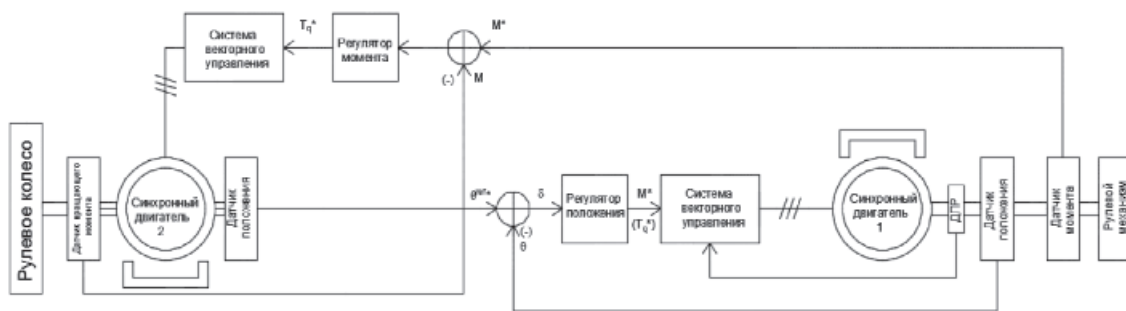 Система
векторного
управления
T_q*
Регулятор
момента
M*
(-)
M
Рулевое колесо
Датчик вращающего
момента
Синхронный
двигатель
2
Датчик
положения
(-)
θ
δ
Регулятор
положения
M*
(T_q*)
Система
векторного
управления
Синхронный
двигатель
1
ДПР
Датчик
положения
Датчик
момента
Рулевой
механизм